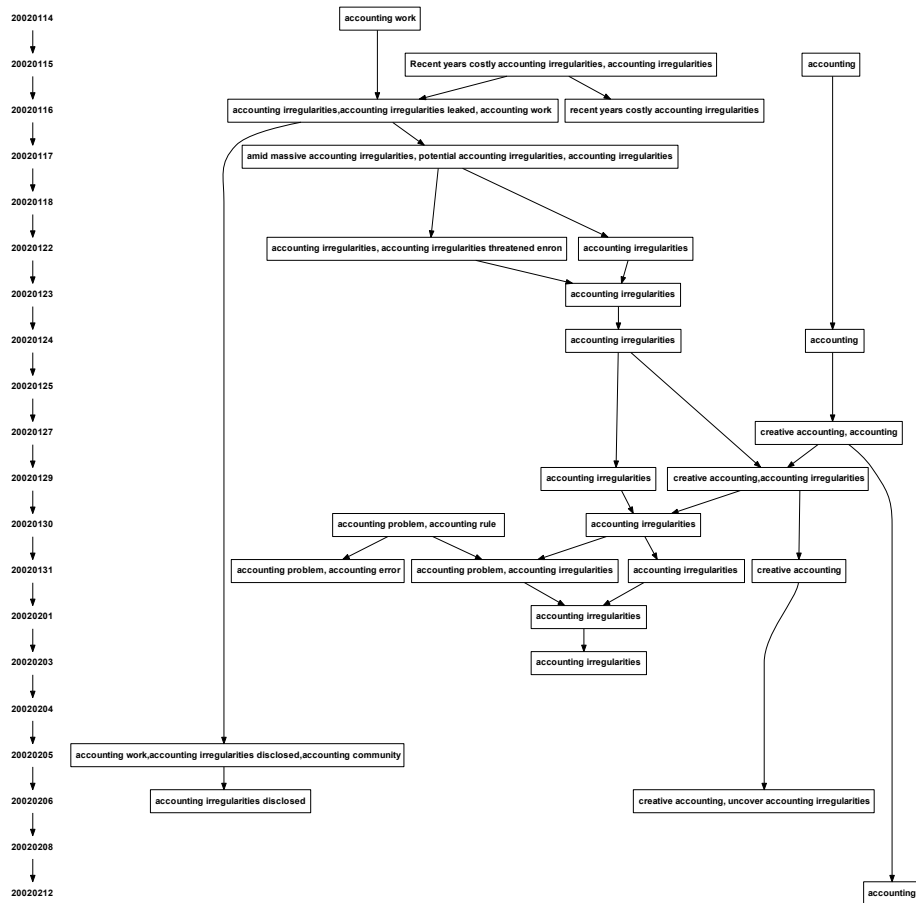 20020114
accounting work
20020115
Recent years costly accounting irregularities, accounting irregularities
accounting
20020116
accounting irregularities,accounting irregularities leaked, accounting work
recent years costly accounting irregularities
20020117
amid massive accounting irregularities, potential accounting irregularities, accounting irregularities
20020118
20020122
accounting irregularities, accounting irregularities threatened enron
accounting irregularities
20020123
accounting irregularities
20020124
accounting irregularities
accounting
20020125
20020127
creative accounting, accounting
20020129
accounting irregularities
creative accounting,accounting irregularities
20020130
accounting problem, accounting rule
accounting irregularities
20020131
accounting problem, accounting error
accounting problem, accounting irregularities
accounting irregularities
creative accounting
20020201
accounting irregularities
20020203
accounting irregularities
20020204
20020205
accounting work,accounting irregularities disclosed,accounting community
20020206
accounting irregularities disclosed
creative accounting, uncover accounting irregularities
20020208
20020212
accounting